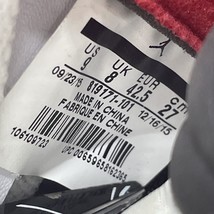 US UK EUR cm
9 8 42.5 27
09/23/15 819771-101 12/16/15
MADE IN CHINA
FABRIQUE EN CHINE
106106723